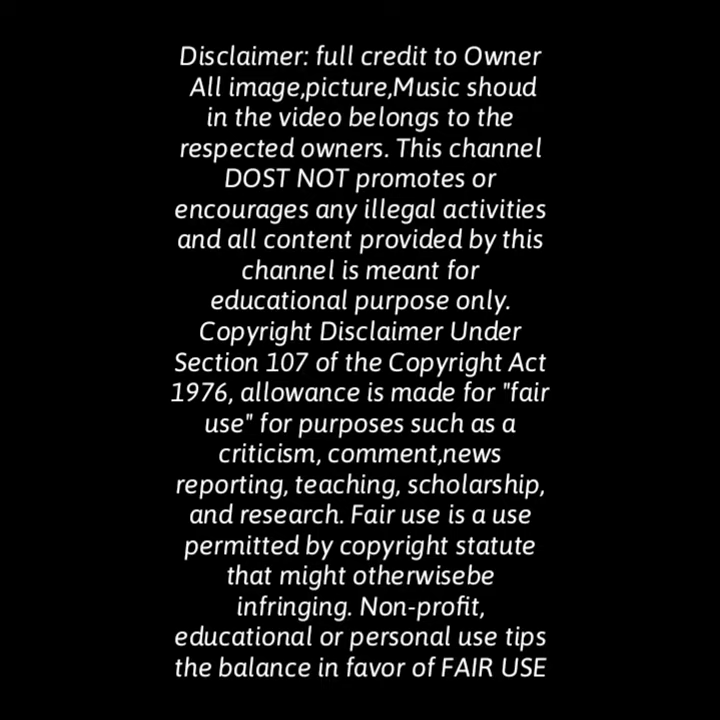 Disclaimer: full credit to Owner
All image,picture,Music shoud
in the video belongs to the
respected owners. This channel
DOST NOT promotes or
encourages any illegal activities
and all content provided by this
channel is meant for
educational purpose only.
Copyright Disclaimer Under
Section 107 of the Copyright Act
1976, allowance is made for "fair
use" for purposes such as a
criticism, comment,news
reporting, teaching, scholarship,
and research. Fair use is a use
permitted by copyright statute
that might otherwisebe
infringing. Non-profit,
educational or personal use tips
the balance in favor of FAIR USE